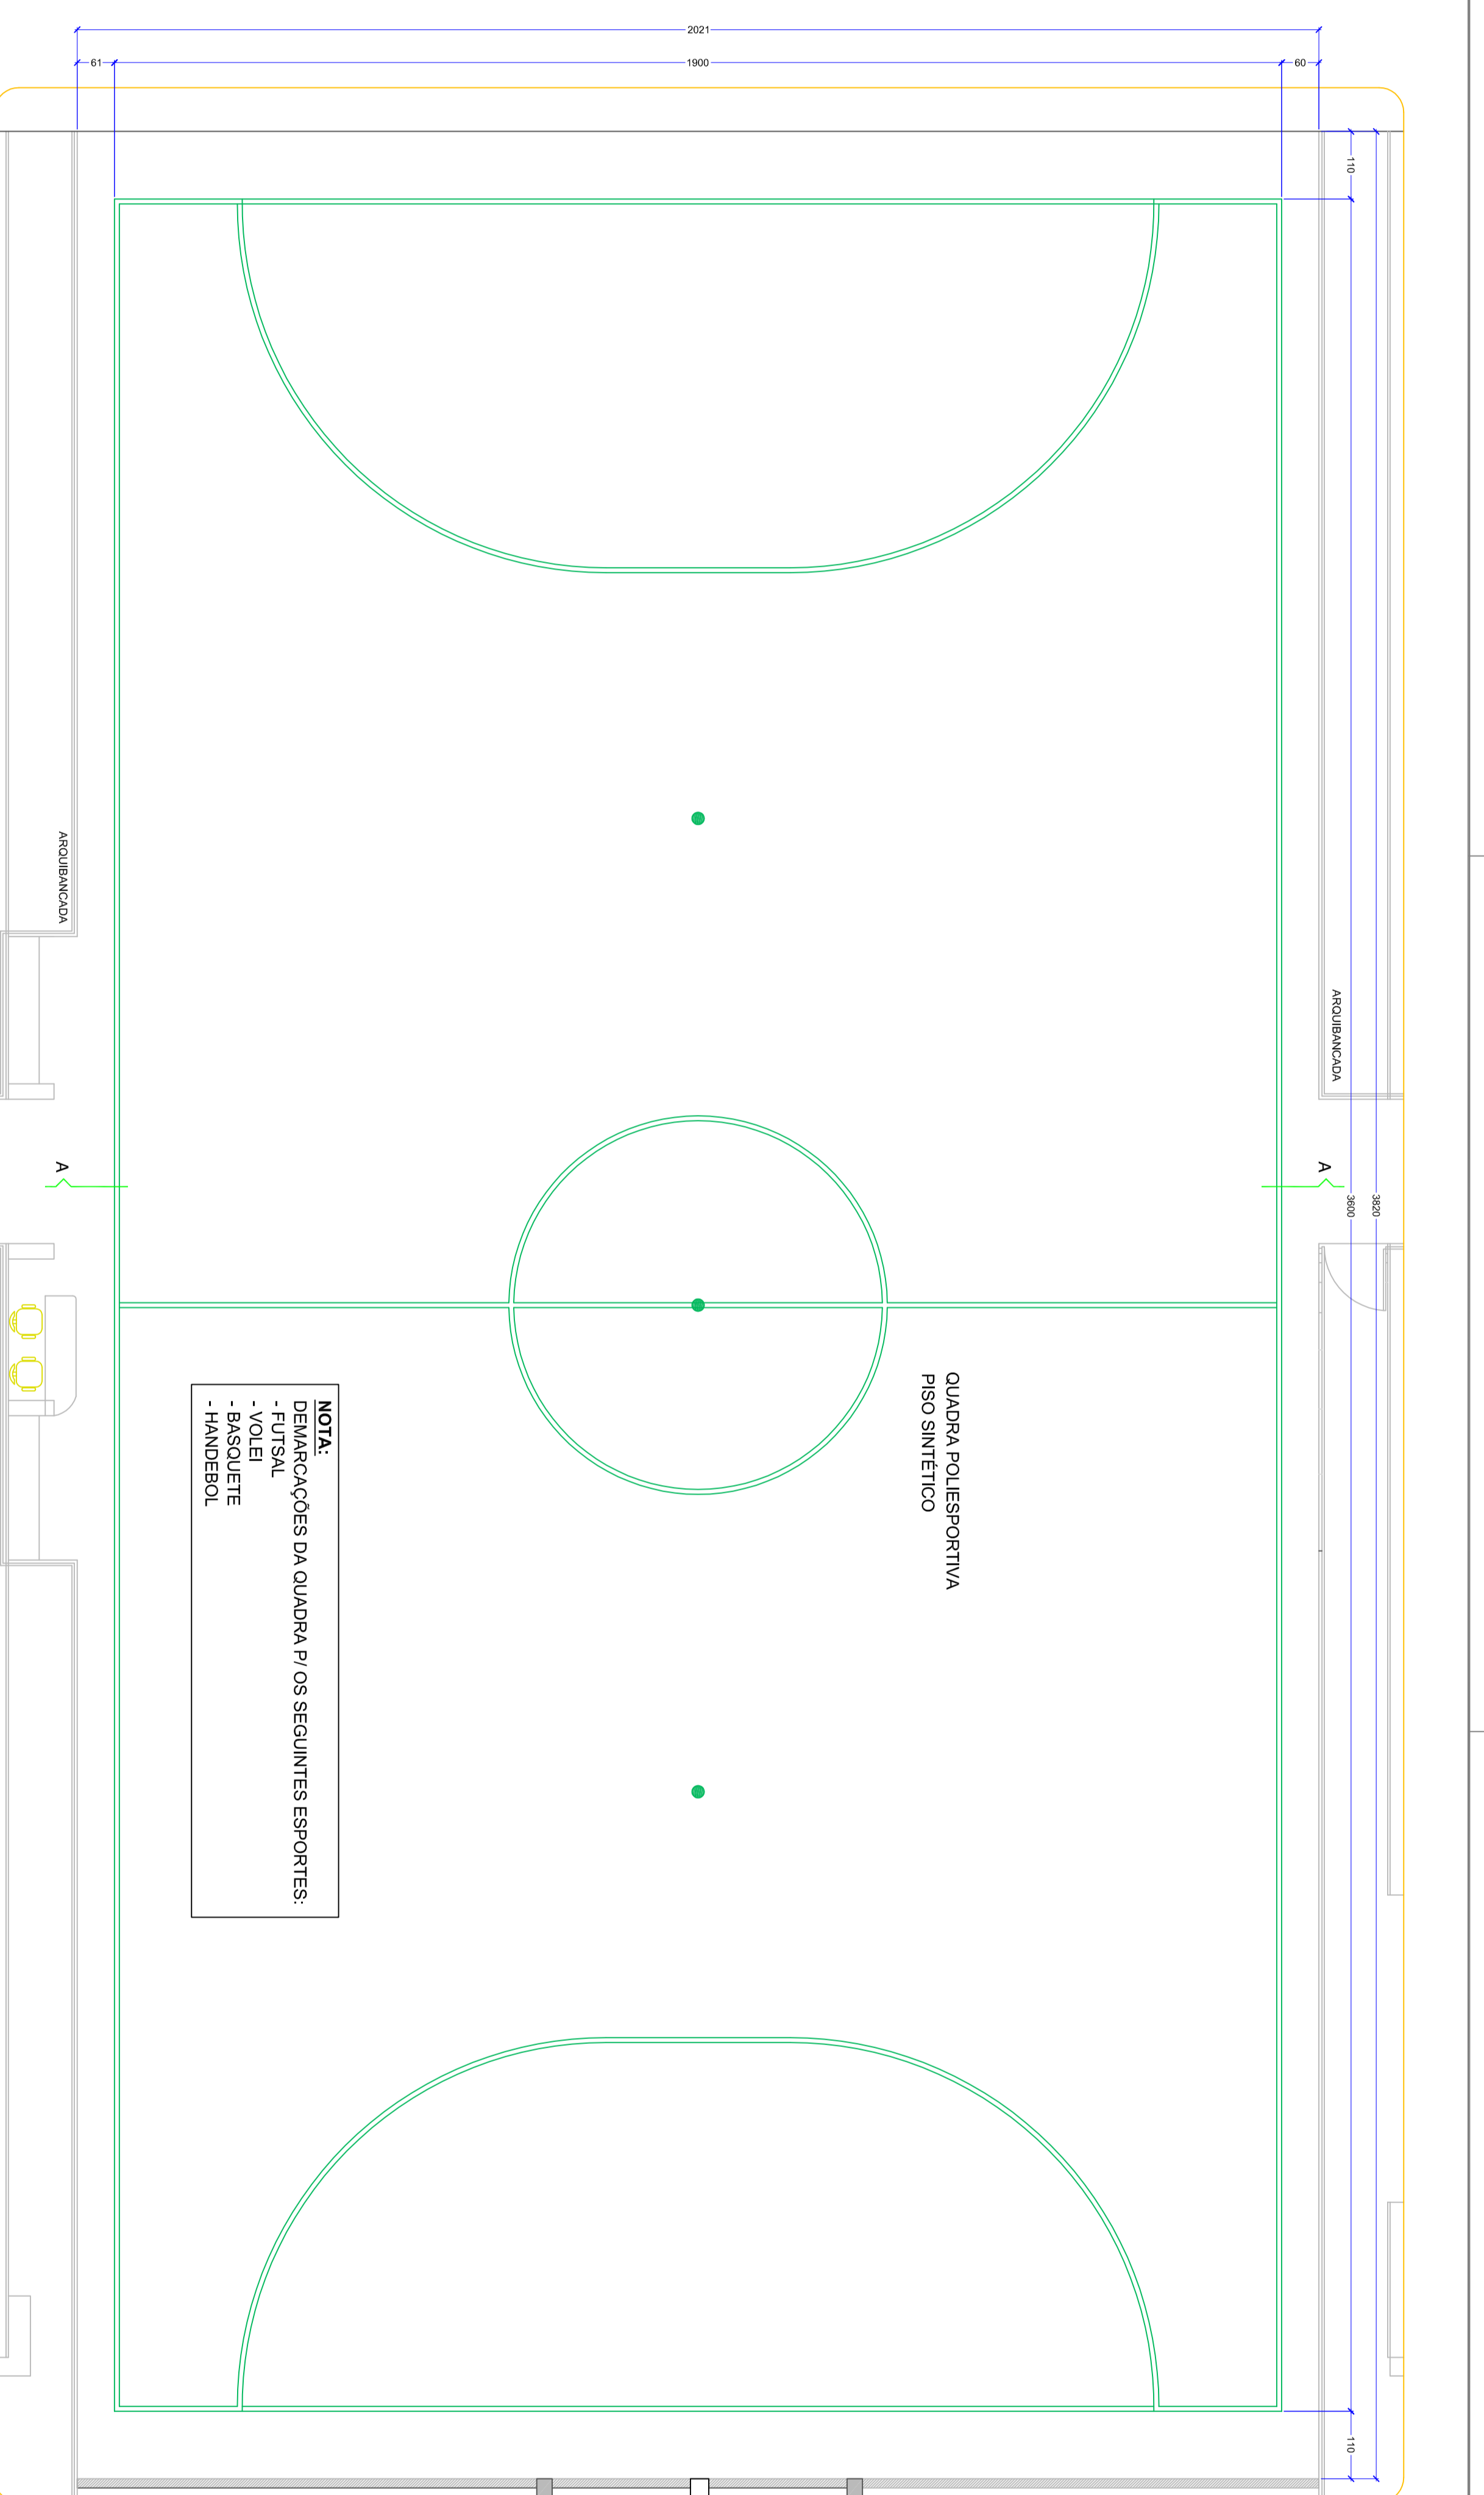 2021
61
1900
60
110
ARQUIBANCADA
ARQUIBANCADA
A
A
3600
3820
QUADRA POLIESPORTIVA
PISO SINTÉTICO
NOTA:
DEMARCAÇÕES DA QUADRA P/ OS SEGUINTES ESPORTES:
- FUTSAL
- VOLEI
- BASQUETE
- HANDEBOL
110